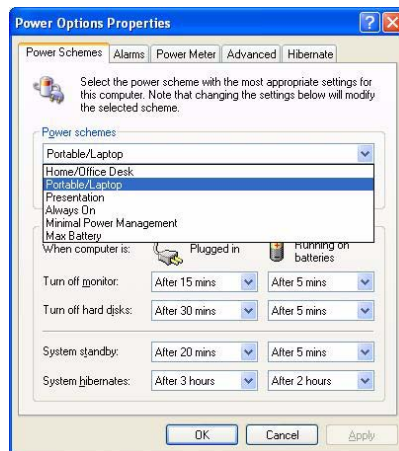 Power Options Properties
Power Schemes Alarms Power Meter Advanced Hibernate
Select the power scheme with the most appropriate settings for
this computer. Note that changing the settings below will modify
the selected scheme.
Power schemes
Portable/Laptop
Home/Office Desk
Portable/Laptop
Presentation
Always On
Minimal Power Management
Max Battery
When computer is: Plugged in Running on
batteries
Turn off monitor: After 15 mins After 5 mins
Turn off hard disks: After 30 mins After 5 mins
System standby: After 20 mins After 5 mins
System hibernates: After 3 hours After 2 hours
OK Cancel Apply